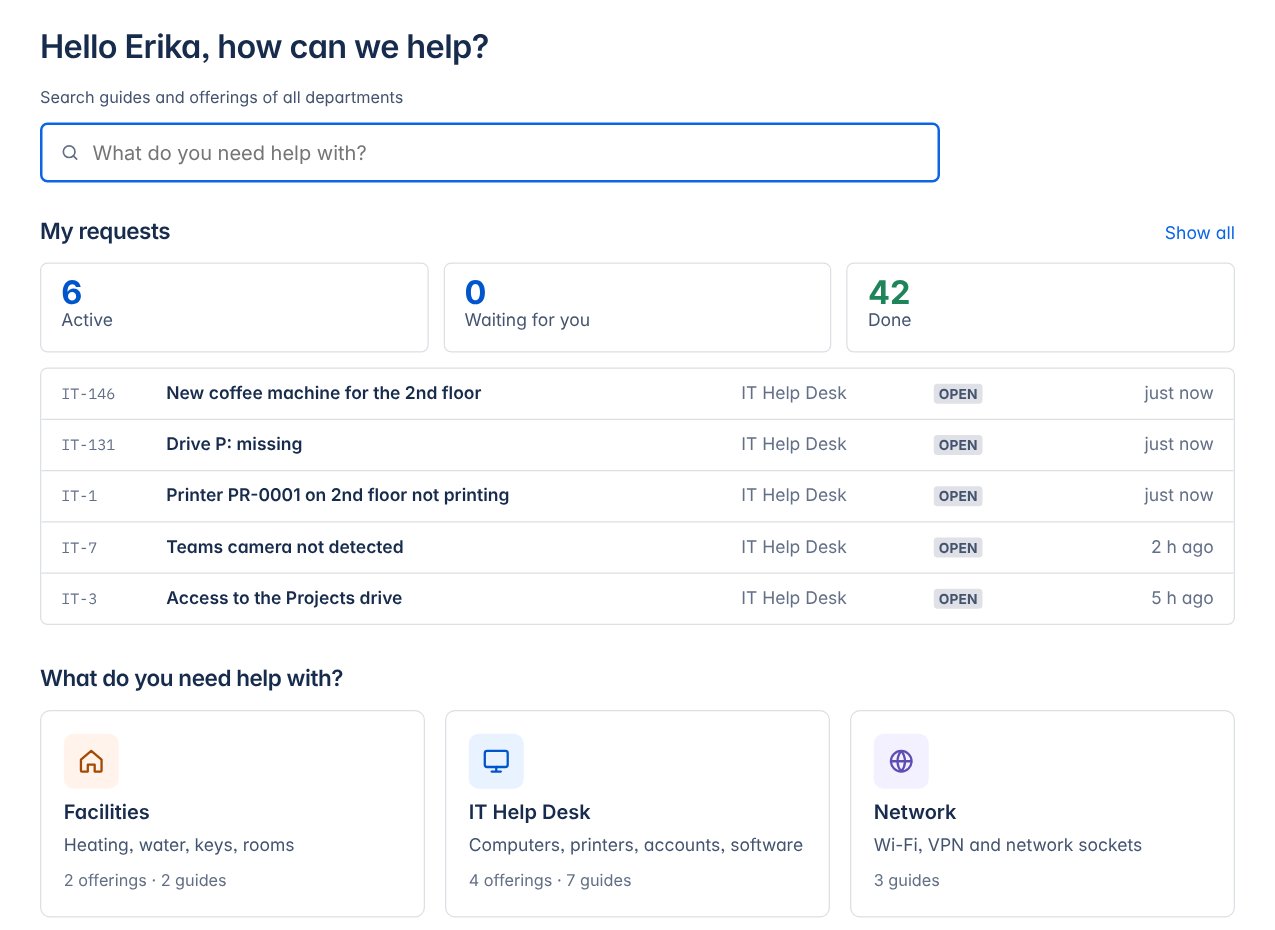 Hello Erika, how can we help?
Search guides and offerings of all departments
What do you need help with?
My requests
Show all
6
Active
0
Waiting for you
42
Done
IT-146 New coffee machine for the 2nd floor IT Help Desk OPEN just now
IT-131 Drive P: missing IT Help Desk OPEN just now
IT-1 Printer PR-0001 on 2nd floor not printing IT Help Desk OPEN just now
IT-7 Teams camera not detected IT Help Desk OPEN 2 h ago
IT-3 Access to the Projects drive IT Help Desk OPEN 5 h ago
What do you need help with?
Facilities
Heating, water, keys, rooms
2 offerings · 2 guides
IT Help Desk
Computers, printers, accounts, software
4 offerings · 7 guides
Network
Wi-Fi, VPN and network sockets
3 guides